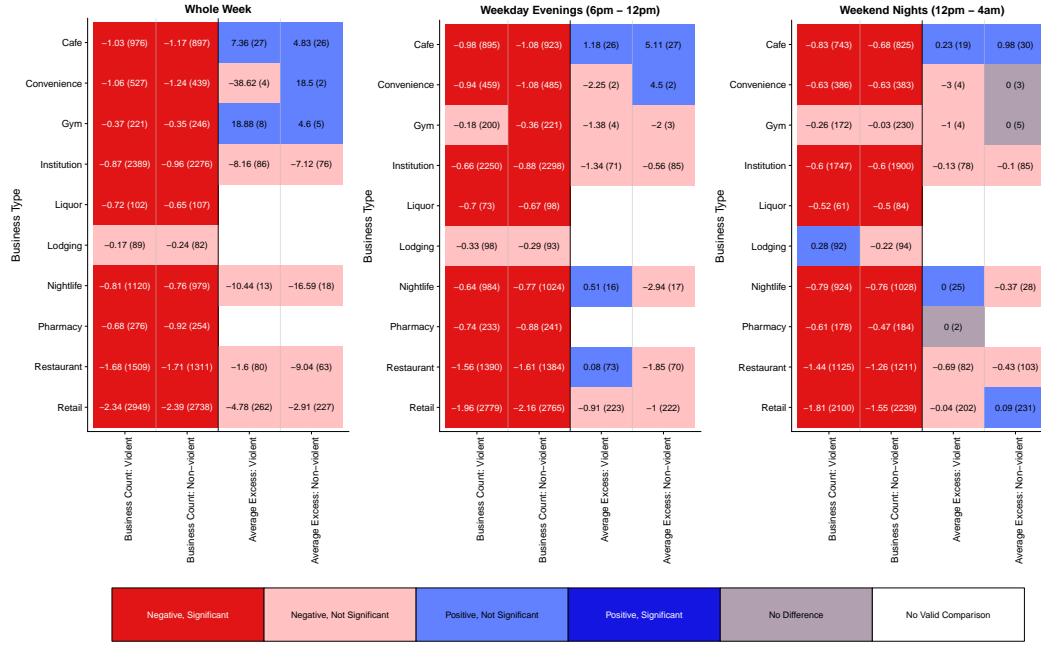 Whole Week
Weekday Evenings (6pm − 12pm)
Weekend Nights (12pm − 4am)
Business Type
Cafe −1.03 (976) −1.17 (897) 7.36 (27) 4.83 (26)
Convenience −1.06 (527) −1.24 (439) −38.62 (4) 18.5 (2)
Gym −0.37 (221) −0.35 (246) 18.88 (8) 4.6 (5)
Institution −0.87 (2389) −0.96 (2276) −8.16 (86) −7.12 (76)
Liquor −0.72 (102) −0.65 (107)
Lodging −0.17 (89) −0.24 (82)
Nightlife −0.81 (1120) −0.76 (979) −10.44 (13) −16.59 (18)
Pharmacy −0.68 (276) −0.92 (254)
Restaurant −1.68 (1509) −1.71 (1311) −1.6 (80) −9.04 (63)
Retail −2.34 (2949) −2.39 (2738) −4.78 (262) −2.91 (227)
Business Count: Violent
Business Count: Non−violent
Average Excess: Violent
Average Excess: Non−violent
Business Type
Cafe −0.98 (895) −1.08 (923) 1.18 (26) 5.11 (27)
Convenience −0.94 (459) −1.08 (485) −2.25 (2) 4.5 (2)
Gym −0.18 (200) −0.36 (221) −1.38 (4) −2 (3)
Institution −0.66 (2250) −0.88 (2298) −1.34 (71) −0.56 (85)
Liquor −0.7 (73) −0.67 (98)
Lodging −0.33 (98) −0.29 (93)
Nightlife −0.64 (984) −0.77 (1024) 0.51 (16) −2.94 (17)
Pharmacy −0.74 (233) −0.88 (241)
Restaurant −1.56 (1390) −1.61 (1384) 0.08 (73) −1.85 (70)
Retail −1.96 (2779) −2.16 (2765) −0.91 (223) −1 (222)
Business Count: Violent
Business Count: Non−violent
Average Excess: Violent
Average Excess: Non−violent
Business Type
Cafe −0.83 (743) −0.68 (825) 0.23 (19) 0.98 (30)
Convenience −0.63 (386) −0.63 (383) −3 (4) 0 (3)
Gym −0.26 (172) −0.03 (230) −1 (4) 0 (5)
Institution −0.6 (1747) −0.6 (1900) −0.13 (78) −0.1 (85)
Liquor −0.52 (61) −0.5 (84)
Lodging 0.28 (92) −0.22 (94)
Nightlife −0.79 (924) −0.76 (1028) 0 (25) −0.37 (28)
Pharmacy −0.61 (178) −0.47 (184) 0 (2)
Restaurant −1.44 (1125) −1.26 (1211) −0.69 (82) −0.43 (103)
Retail −1.81 (2100) −1.55 (2239) −0.04 (202) 0.09 (231)
Business Count: Violent
Business Count: Non−violent
Average Excess: Violent
Average Excess: Non−violent
Negative, Significant
Negative, Not Significant
Positive, Not Significant
Positive, Significant
No Difference
No Valid Comparison